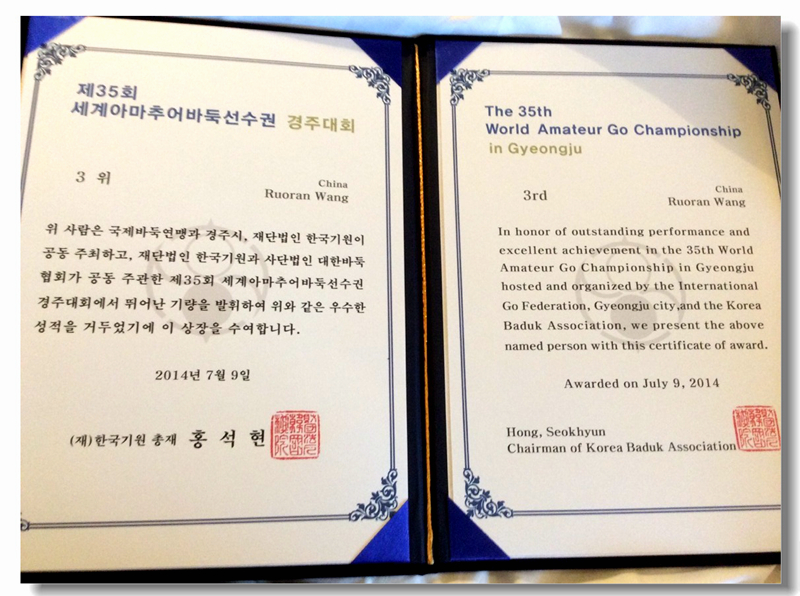 제35회
세계아마추어바둑선수권 경주대회
3 위
China
Ruoran Wang
위 사람은 국제바둑연맹과 경주시, 재단법인 한국기원이
공동 주최하고, 재단법인 한국기원과 사단법인 대한바둑
협회가 공동 주관한 제35회 세계아마추어바둑선수권
경주대회에서 뛰어난 기량을 발휘하여 위와 같은 우수한
성적을 거두었기에 이 상장을 수여합니다.
2014년 7월 9일
(재)한국기원 총재 홍 석 현
The 35th
World Amateur Go Championship
in Gyeongju
3rd
China
Ruoran Wang
In honor of outstanding performance and
excellent achievement in the 35th World
Amateur Go Championship in Gyeongju
hosted and organized by the International
Go Federation, Gyeongju city,and the Korea
Baduk Association, we present the above
named person with this certificate of award.
Awarded on July 9, 2014
Hong, Seokhyun
Chairman of Korea Baduk Association